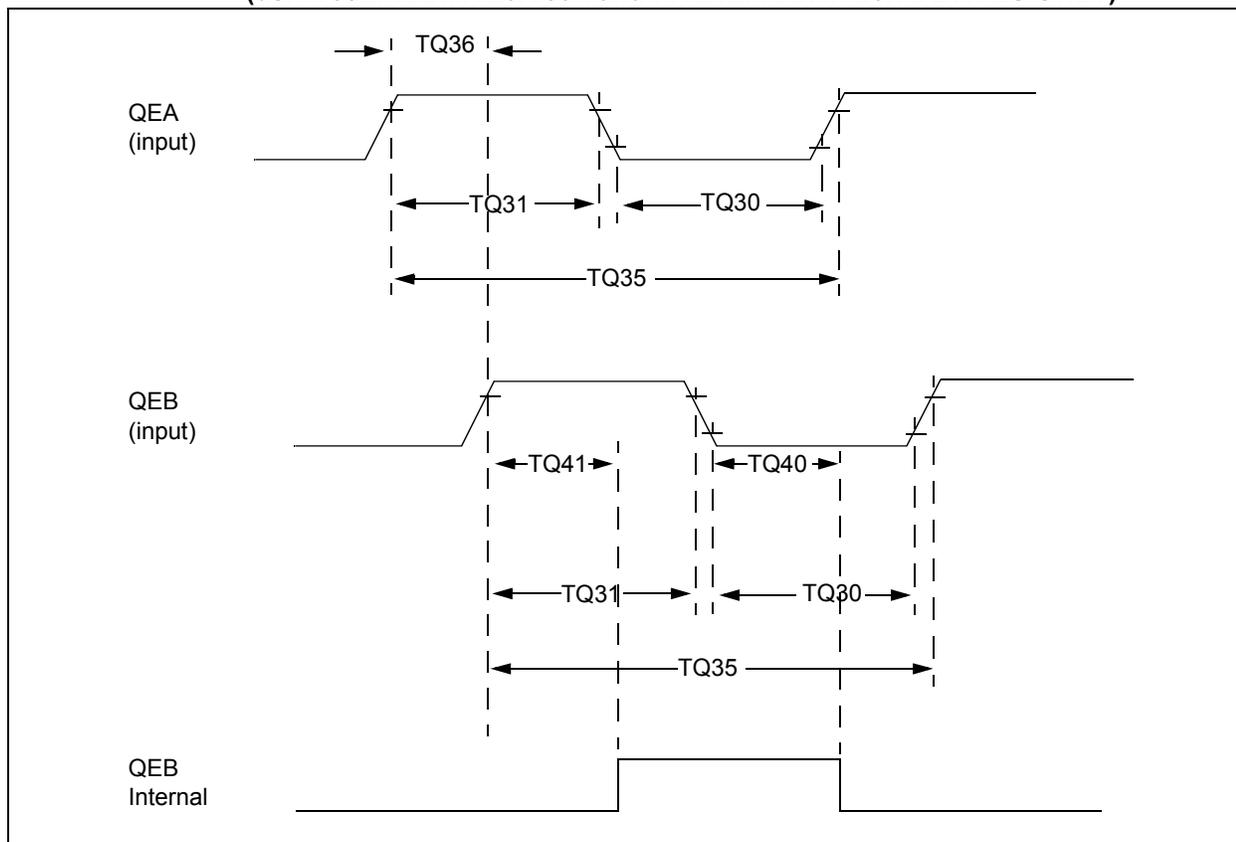 TQ36
QEA
(input)
TQ31
TQ30
TQ35
QEB
(input)
TQ41
TQ40
TQ31
TQ30
TQ35
QEB
Internal